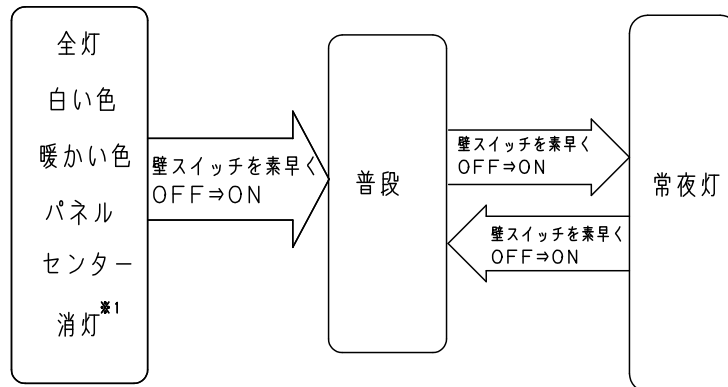 全灯
白い色
暖かい色
パネル
センター
消灯※1
壁スイッチを素早く
OFF⇒ON
普段
壁スイッチを素早く
OFF⇒ON
壁スイッチを素早く
OFF⇒ON
常夜灯